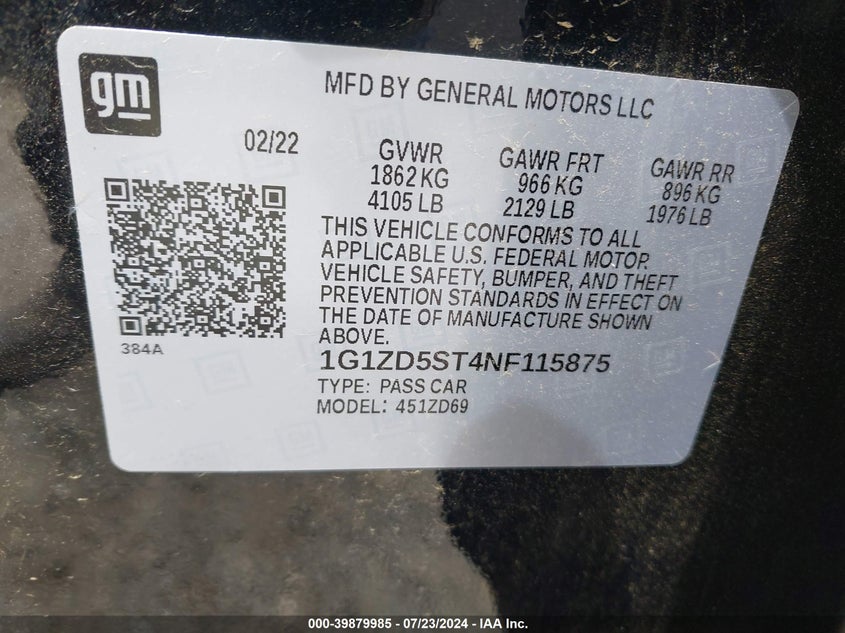 gm
MFD BY GENERAL MOTORS LLC
02/22
GVWR
1862 KG
4105 LB
GAWR FRT
966 KG
2129 LB
GAWR RR
896 KG
1976 LB
THIS VEHICLE CONFORMS TO ALL
APPLICABLE U.S. FEDERAL MOTOR
VEHICLE SAFETY, BUMPER, AND THEFT
PREVENTION STANDARDS IN EFFECT ON
THE DATE OF MANUFACTURE SHOWN
ABOVE.
384A
1G1ZD5ST4NF115875
TYPE: PASS CAR
MODEL: 451ZD69
000-39879985 - 07/23/2024 - IAA Inc.